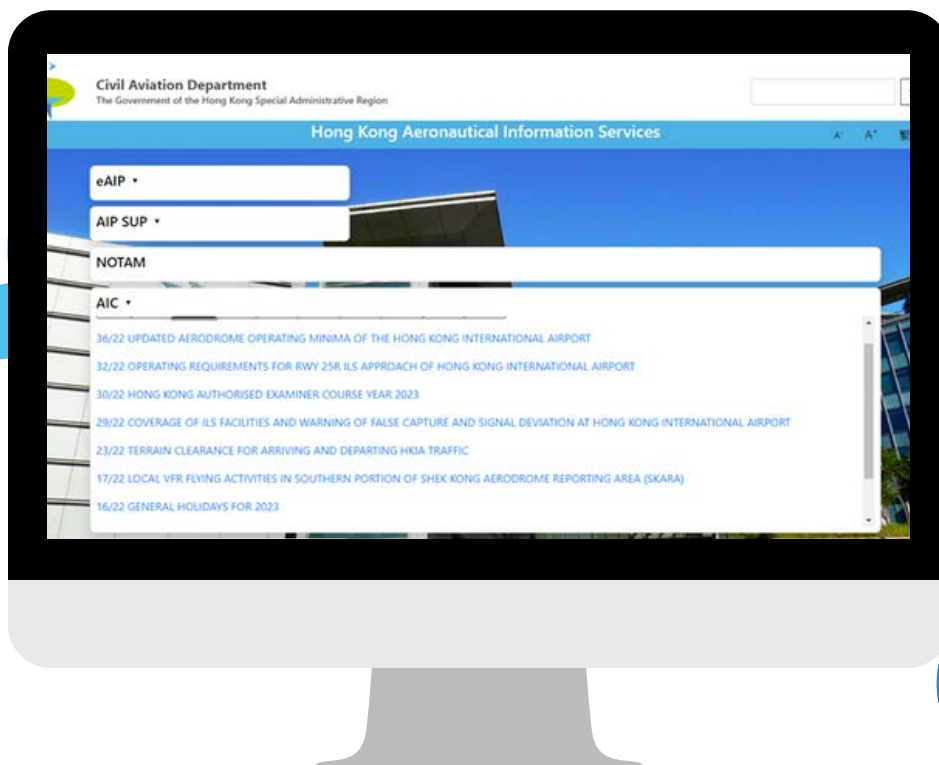 Civil Aviation Department
The Government of the Hong Kong Special Administrative Region
Hong Kong Aeronautical Information Services
A- A+ 繁
eAIP
AIP SUP
NOTAM
AIC
36/22 UPDATED AERODROME OPERATING MINIMA OF THE HONG KONG INTERNATIONAL AIRPORT
32/22 OPERATING REQUIREMENTS FOR RWY 25R ILS APPROACH OF HONG KONG INTERNATIONAL AIRPORT
30/22 HONG KONG AUTHORISED EXAMINER COURSE YEAR 2023
29/22 COVERAGE OF ILS FACILITIES AND WARNING OF FALSE CAPTURE AND SIGNAL DEVIATION AT HONG KONG INTERNATIONAL AIRPORT
23/22 TERRAIN CLEARANCE FOR ARRIVING AND DEPARTING HKIA TRAFFIC
17/22 LOCAL VFR FLYING ACTIVITIES IN SOUTHERN PORTION OF SHEK KONG AERODROME REPORTING AREA (SKARA)
16/22 GENERAL HOLIDAYS FOR 2023